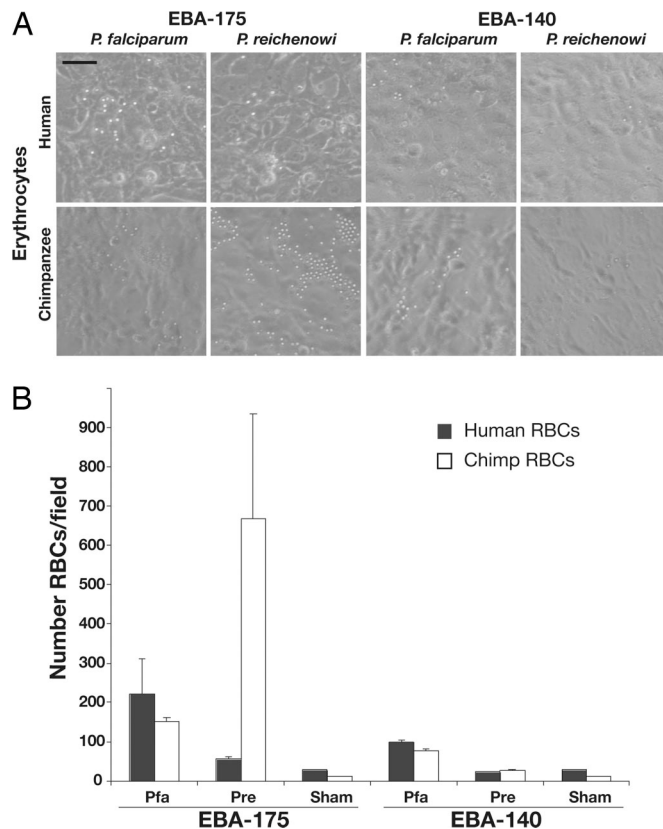 A
EBA-175
EBA-140
P. falciparum
P. reichenowi
P. falciparum
P. reichenowi
Erythrocytes
Human
Chimpanzee
B
Number RBCs/field
900
800
700
600
500
400
300
200
100
0
Human RBCs
Chimp RBCs
Pfa
Pre
Sham
Pfa
Pre
Sham
EBA-175
EBA-140